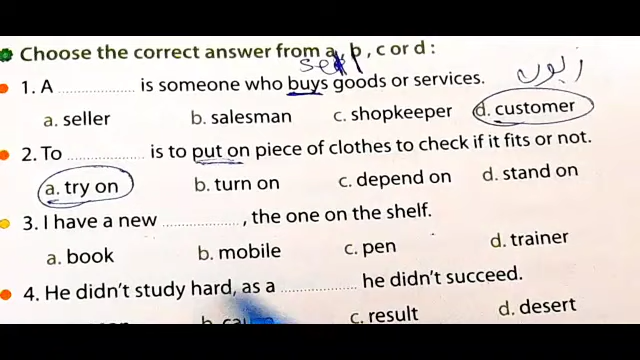 Choose the correct answer from a, b, c or d :
sell
زبون
1. A .................. is someone who buys goods or services.
a. seller b. salesman c. shopkeeper d. customer
2. To .................. is to put on piece of clothes to check if it fits or not.
a. try on b. turn on c. depend on d. stand on
3. I have a new .................. , the one on the shelf.
a. book b. mobile c. pen d. trainer
4. He didn't study hard, as a .................. he didn't succeed.
c. result d. desert